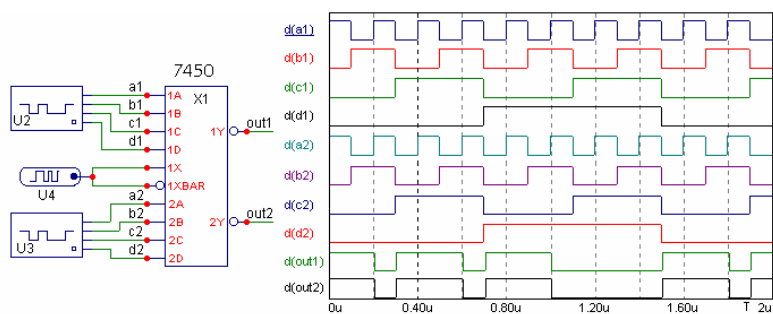 7450
X1
a1
b1
c1
d1
1A
1B
1C
1D
1X
1XBAR
2A
2B
2C
2D
1Y
2Y
out1
out2
U2
U4
a2
b2
c2
d2
U3
d(a1)
d(b1)
d(c1)
d(d1)
d(a2)
d(b2)
d(c2)
d(d2)
d(out1)
d(out2)
0u 0.40u 0.80u 1.20u 1.60u T 2u